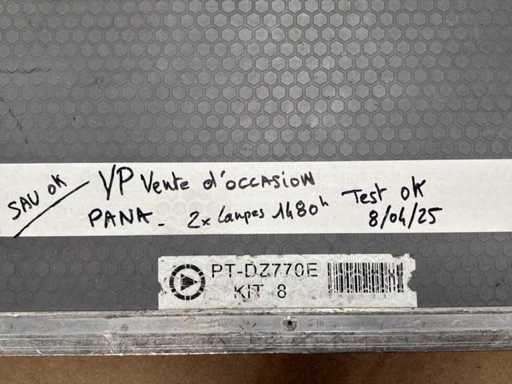 SAV OK
VP Vente d'occasion
PANA - 2x Lampes 1480h
Test OK
8/04/25
PT-DZ770E
KIT 8